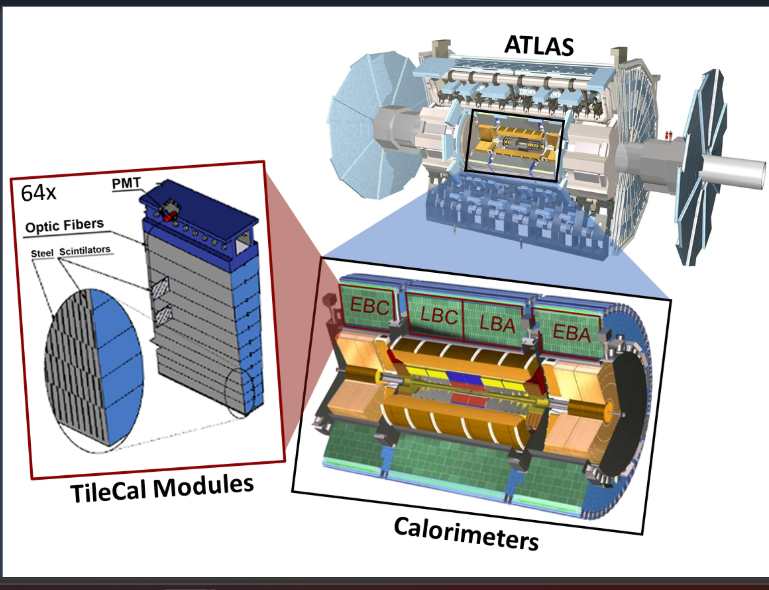 ATLAS
64x
PMT
Optic Fibers
Steel Scintilators
EBC
LBC
LBA
EBA
TileCal Modules
Calorimeters